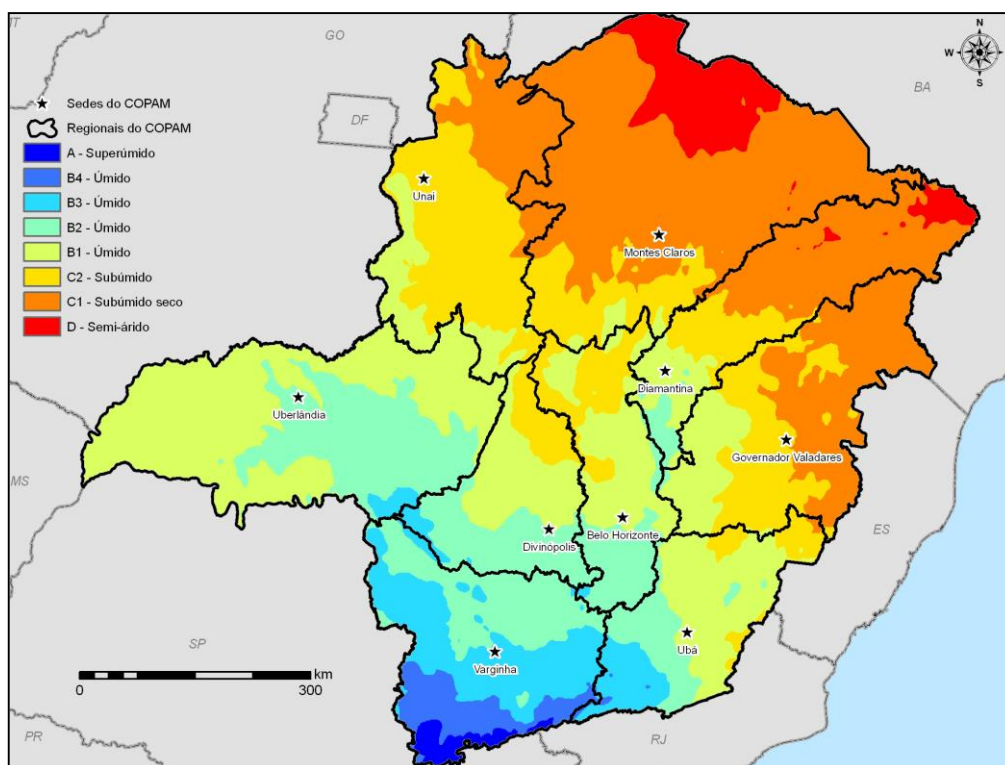 MT
GO
N
W
E
S
BA
Sedes do COPAM
Regionais do COPAM
DF
A - Superúmido
B4 - Úmido
B3 - Úmido
B2 - Úmido
B1 - Úmido
C2 - Subúmido
C1 - Subúmido seco
D - Semi-árido
Unaí
Montes Claros
Diamantina
Uberlândia
Governador Valadares
MS
Divinópolis
Belo Horizonte
ES
SP
Ubá
Varginha
km
0
300
PR
RJ